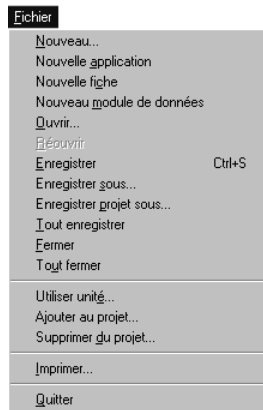 Fichier
Nouveau...
Nouvelle application
Nouvelle fiche
Nouveau module de données
Ouvrir...
Réouvrir
Enregistrer Ctrl+S
Enregistrer sous...
Enregistrer projet sous...
Tout enregistrer
Fermer
Tout fermer
Utiliser unité...
Ajouter au projet...
Supprimer du projet...
Imprimer...
Quitter